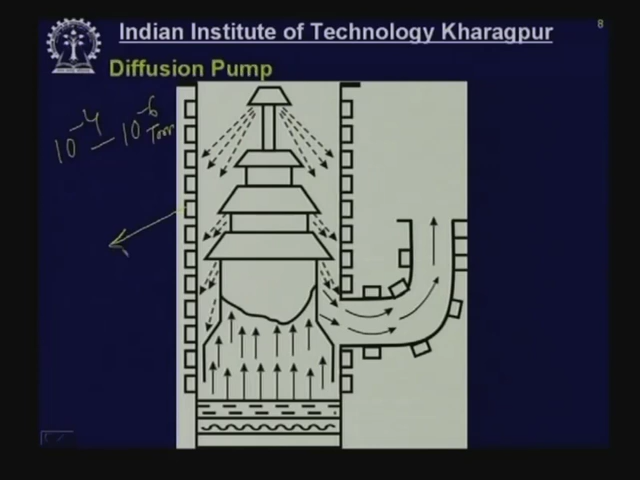 8
Indian Institute of Technology Kharagpur
Diffusion Pump
10⁻⁴ – 10⁻⁶ Torr